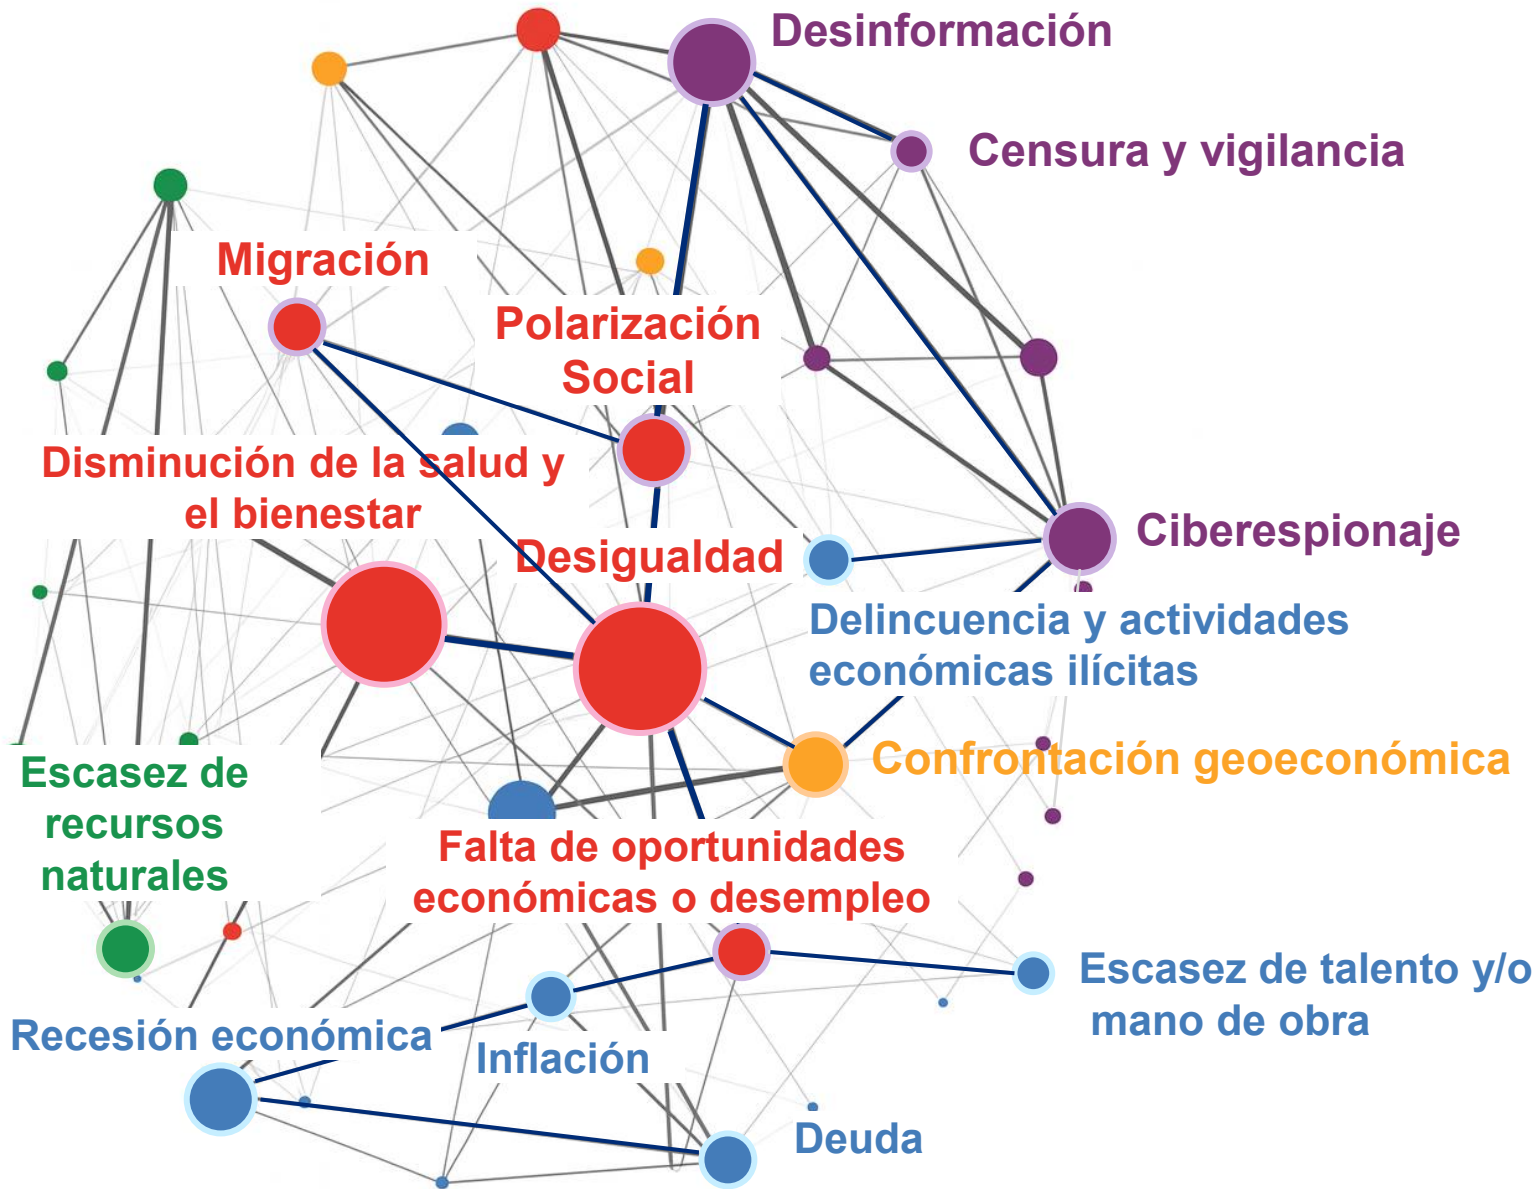 Desinformación
Censura y vigilancia
Migración
Polarización
Social
Disminución de la salud y
el bienestar
Ciberespionaje
Desigualdad
Delincuencia y actividades
económicas ilícitas
Confrontación geoeconómica
Escasez de
recursos
naturales
Falta de oportunidades
económicas o desempleo
Escasez de talento y/o
mano de obra
Recesión económica
Inflación
Deuda